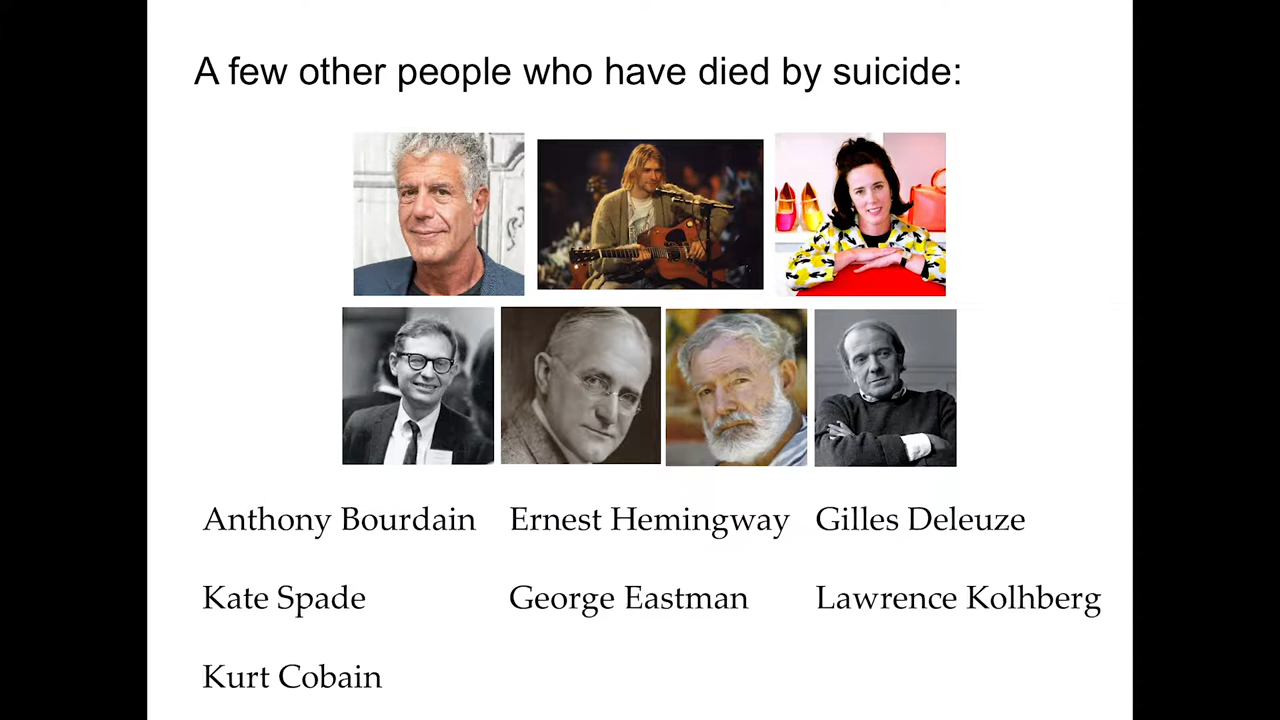 A few other people who have died by suicide:
Anthony Bourdain Ernest Hemingway Gilles Deleuze
Kate Spade George Eastman Lawrence Kolhberg
Kurt Cobain